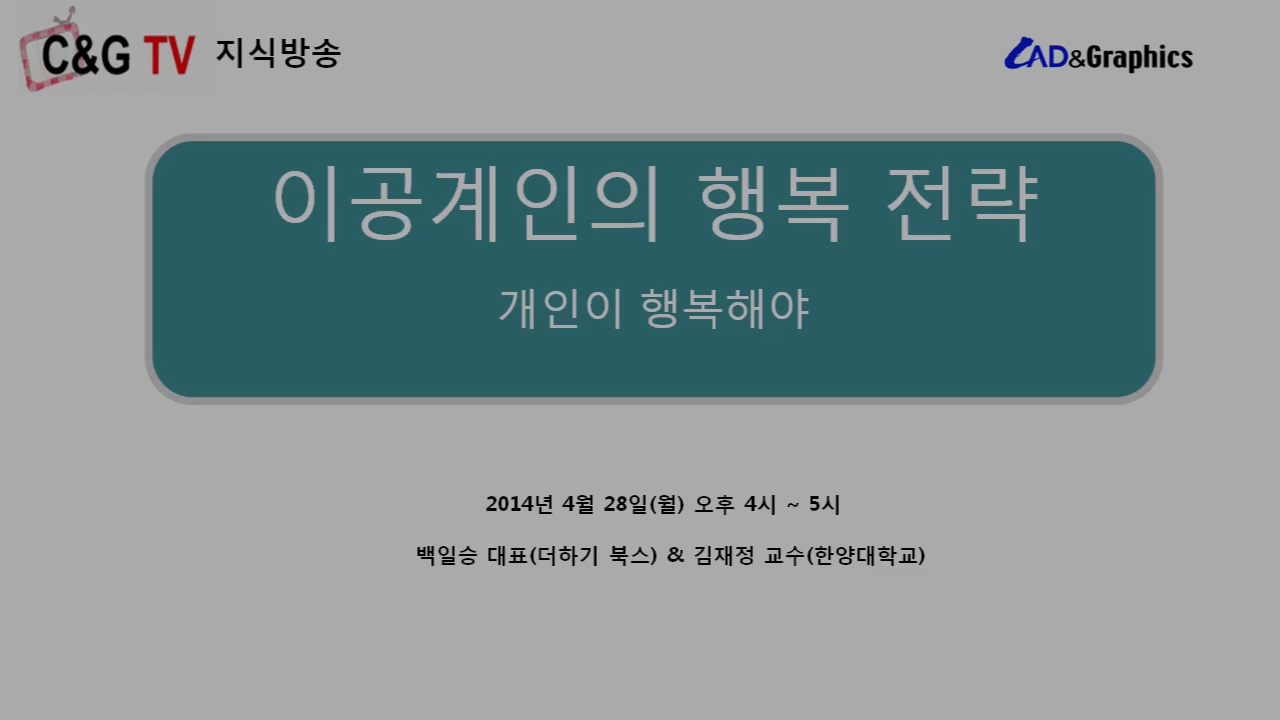 C&G TV 지식방송
CAD&Graphics
이공계인의 행복 전략
개인이 행복해야
2014년 4월 28일(월) 오후 4시 ~ 5시
백일승 대표(더하기 북스) & 김재정 교수(한양대학교)